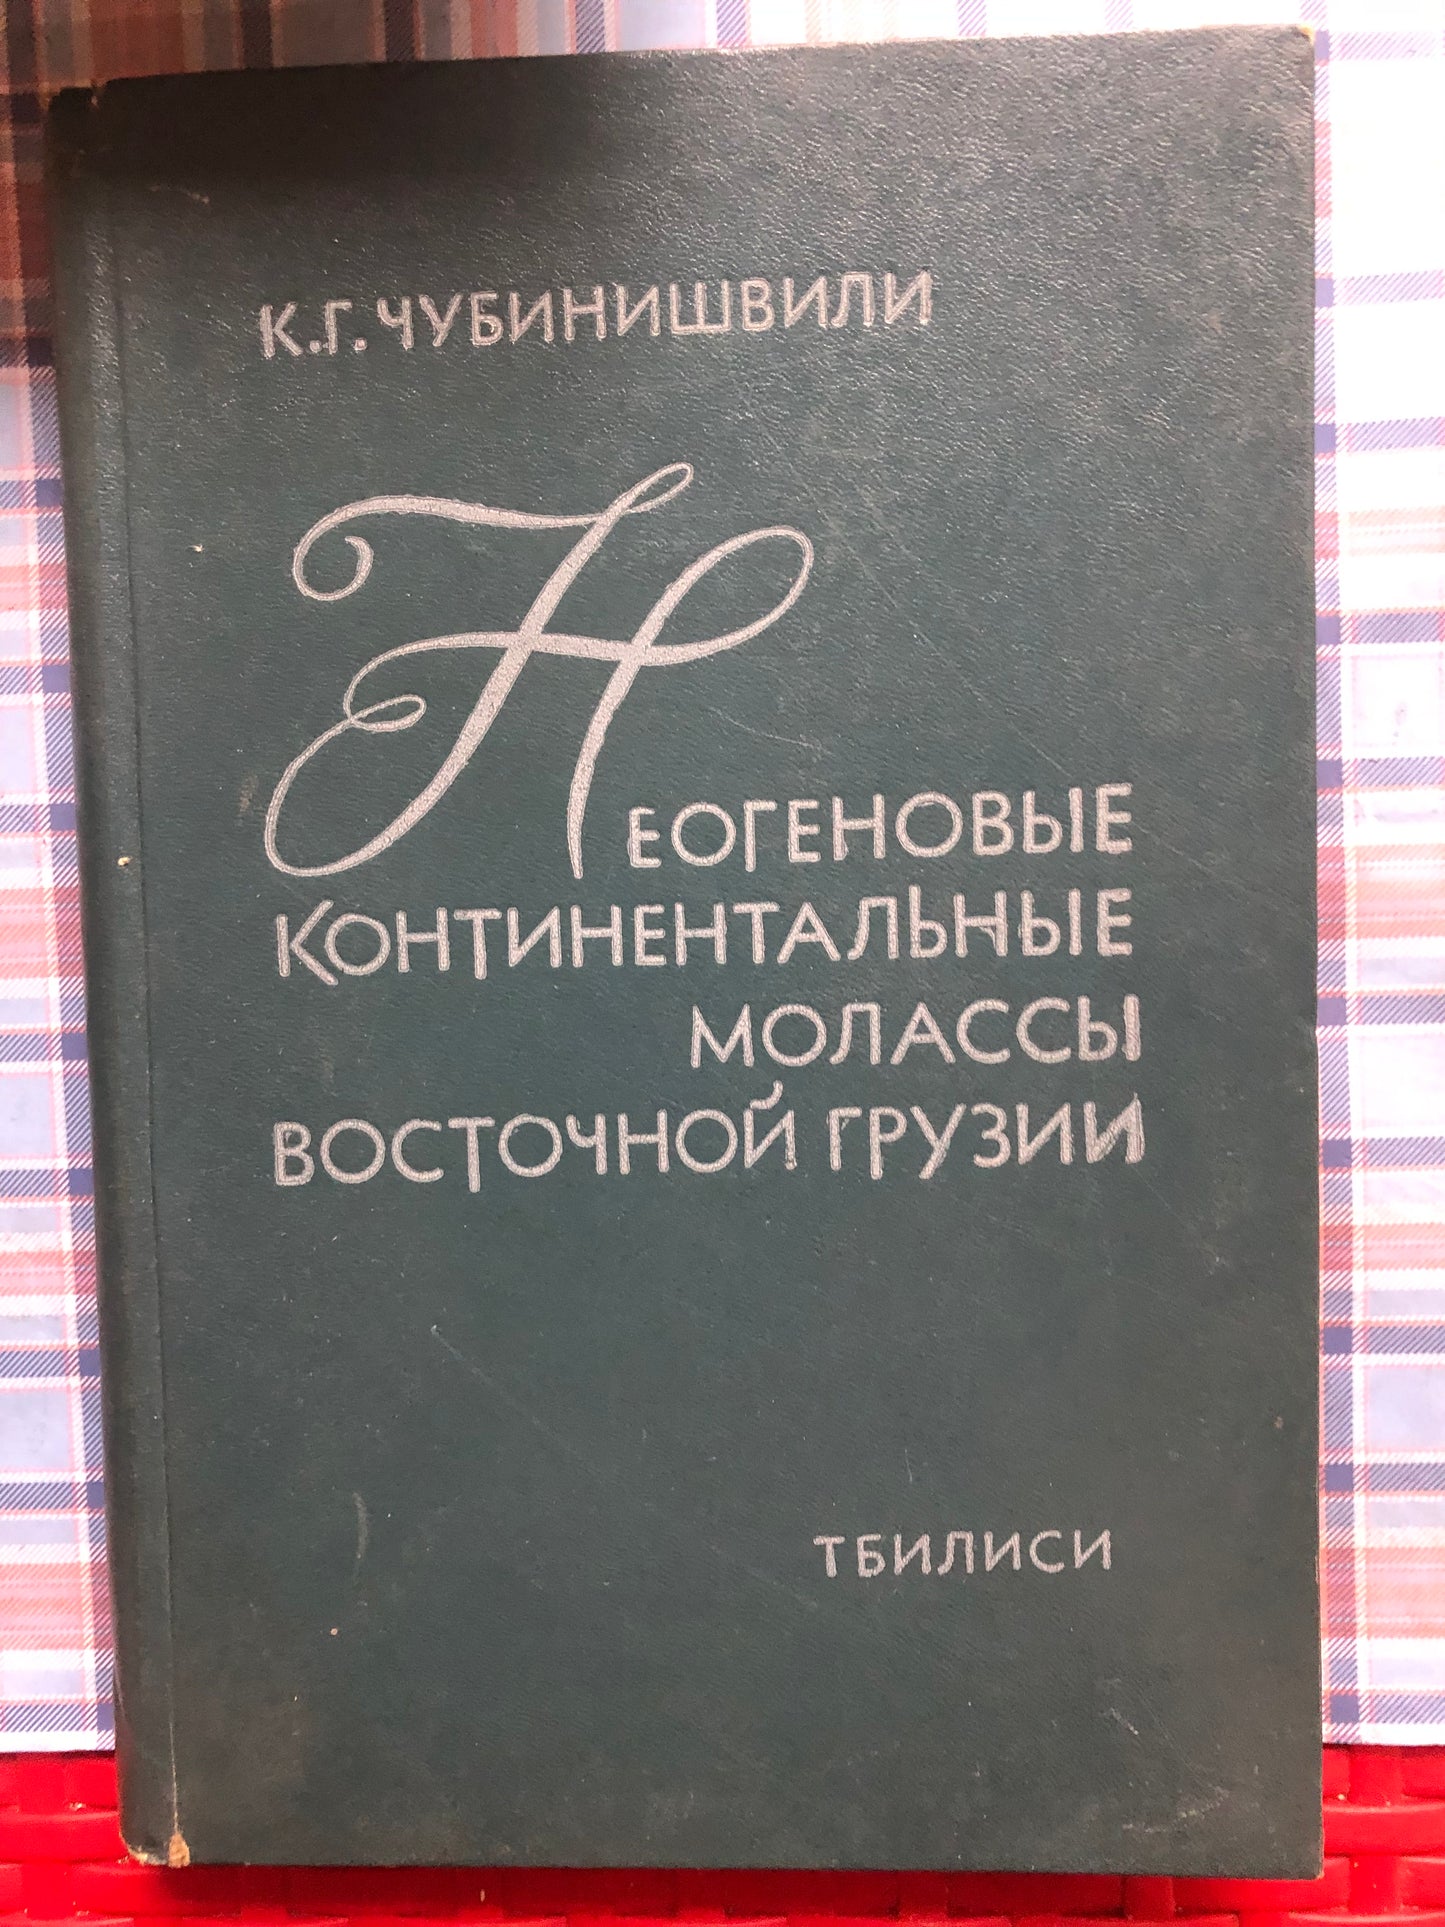 К.Г. ЧУБИНИШВИЛИ
НЕОГЕНОВЫЕ
КОНТИНЕНТАЛЬНЫЕ
МОЛАССЫ
ВОСТОЧНОЙ ГРУЗИИ
ТБИЛИСИ